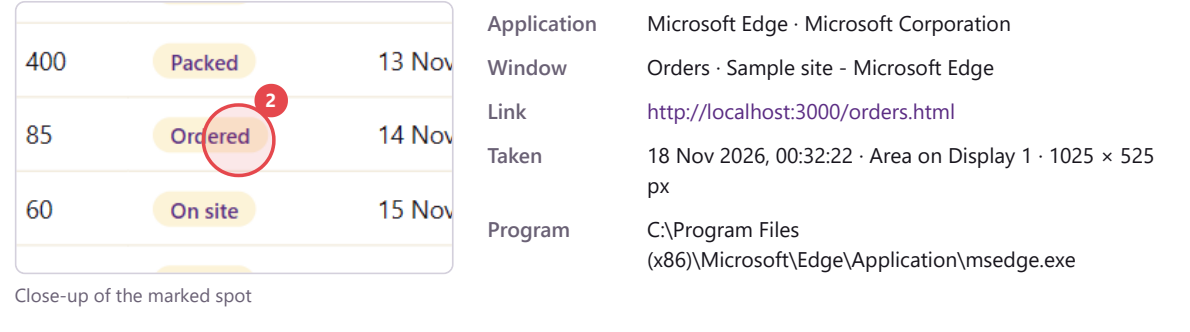 400 Packed 13 Nov
2
85 Ordered 14 Nov
60 On site 15 Nov
Close-up of the marked spot
Application Microsoft Edge · Microsoft Corporation
Window Orders · Sample site - Microsoft Edge
Link http://localhost:3000/orders.html
Taken 18 Nov 2026, 00:32:22 · Area on Display 1 · 1025 × 525
px
Program C:\Program Files
(x86)\Microsoft\Edge\Application\msedge.exe